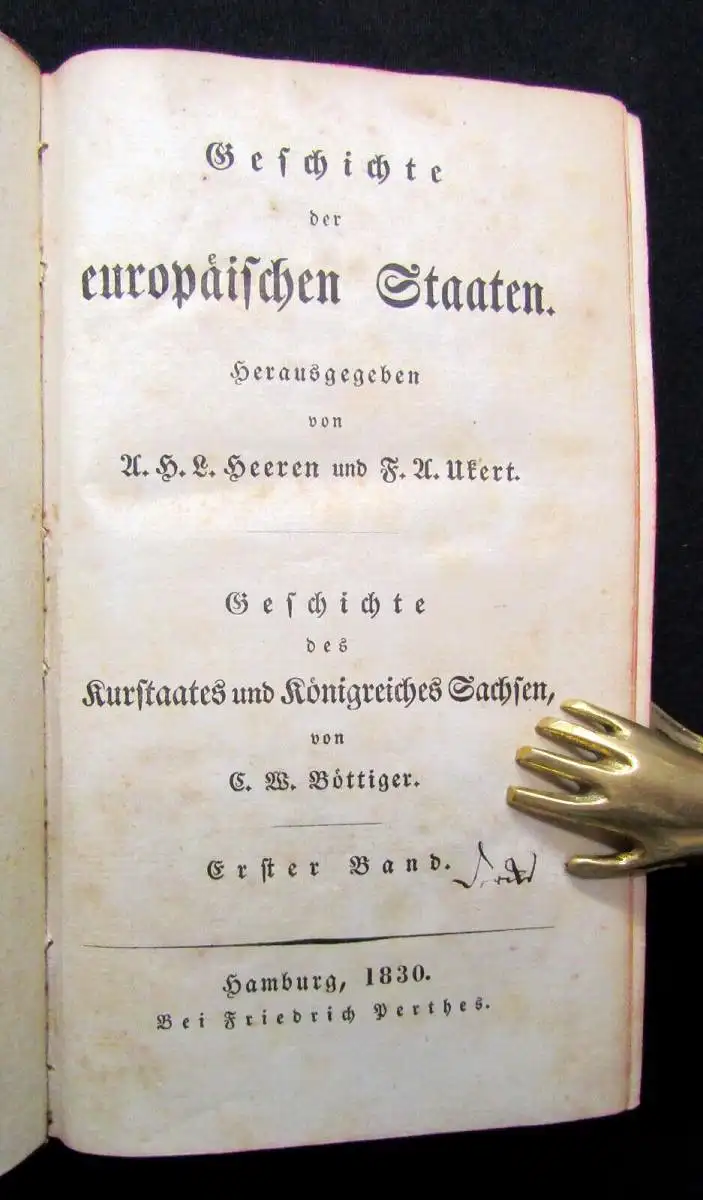 Geschichte
der
europäischen Staaten.
Herausgegeben
von
A. H. L. Heeren und F. A. Ukert.
Geschichte
des
Kurstaates und Königreiches Sachsen,
von
C. W. Böttiger.
Erster Band.
Hamburg, 1830.
Bei Friedrich Perthes.